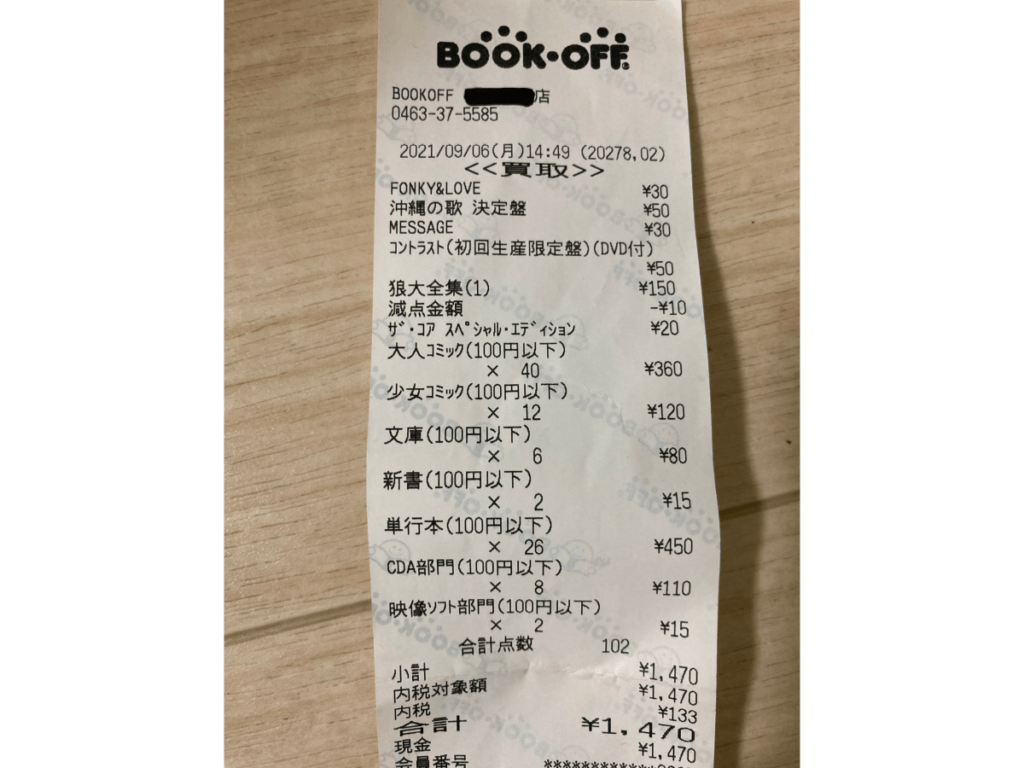 BOOK・OFF
BOOKOFF 店
0463-37-5585
2021/09/06(月)14:49 (20278,02)
<<買取>>
FONKY&LOVE ¥30
沖縄の歌 決定盤 ¥50
MESSAGE ¥30
コントラスト(初回生産限定盤)(DVD付)
¥50
狼大全集(1) ¥150
減点金額 -¥10
ザ・コア スペシャル・エディション ¥20
大人コミック(100円以下)
× 40 ¥360
少女コミック(100円以下)
× 12 ¥120
文庫(100円以下)
× 6 ¥80
新書(100円以下)
× 2 ¥15
単行本(100円以下)
× 26 ¥450
CDA部門(100円以下)
× 8 ¥110
映像ソフト部門(100円以下)
× 2 ¥15
合計点数 102
小計 ¥1,470
内税対象額 ¥1,470
内税 ¥133
合計 ¥1,470
現金 ¥1,470
会員番号